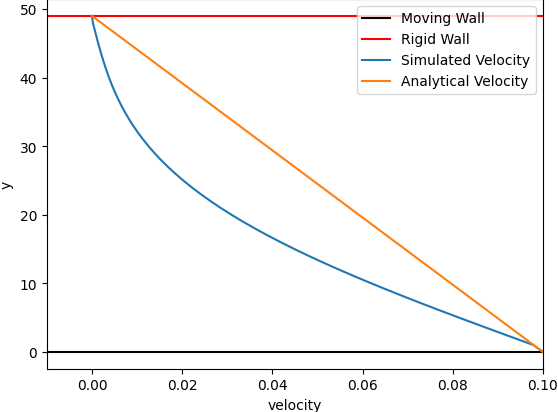 50
40
30
20
10
0
y
Moving Wall
Rigid Wall
Simulated Velocity
Analytical Velocity
0.00 0.02 0.04 0.06 0.08 0.10
velocity